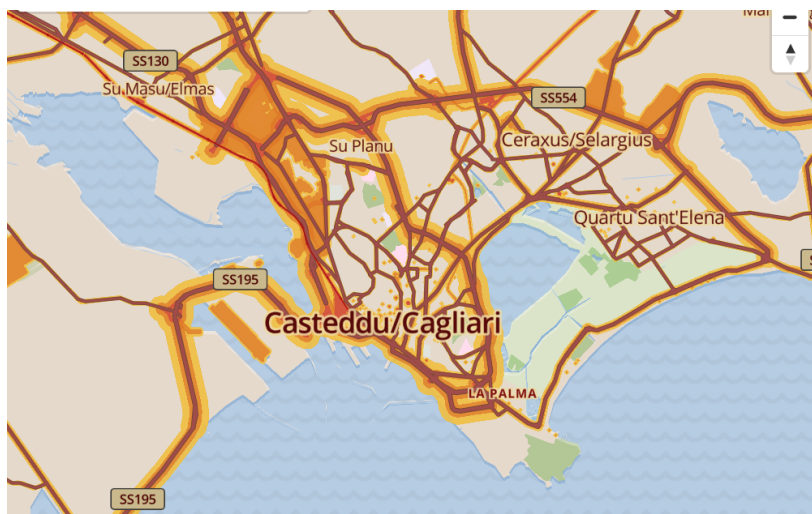 SS130
Su Masu/Elmas
SS554
Su Planu
Ceraxus/Selargius
Quartu Sant'Elena
SS195
Casteddu/Cagliari
LA PALMA
SS195